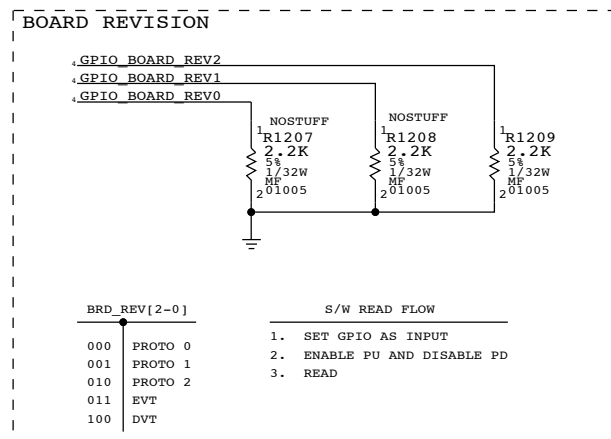 BOARD REVISION
4 GPIO_BOARD_REV2
4 GPIO_BOARD_REV1
4 GPIO_BOARD_REV0
NOSTUFF
1
R1207
2.2K
5%
1/32W
MF
2 01005
NOSTUFF
1
R1208
2.2K
5%
1/32W
MF
2 01005
1
R1209
2.2K
5%
1/32W
MF
2 01005
BRD_REV[2-0]
000 PROTO 0
001 PROTO 1
010 PROTO 2
011 EVT
100 DVT
S/W READ FLOW
1. SET GPIO AS INPUT
2. ENABLE PU AND DISABLE PD
3. READ